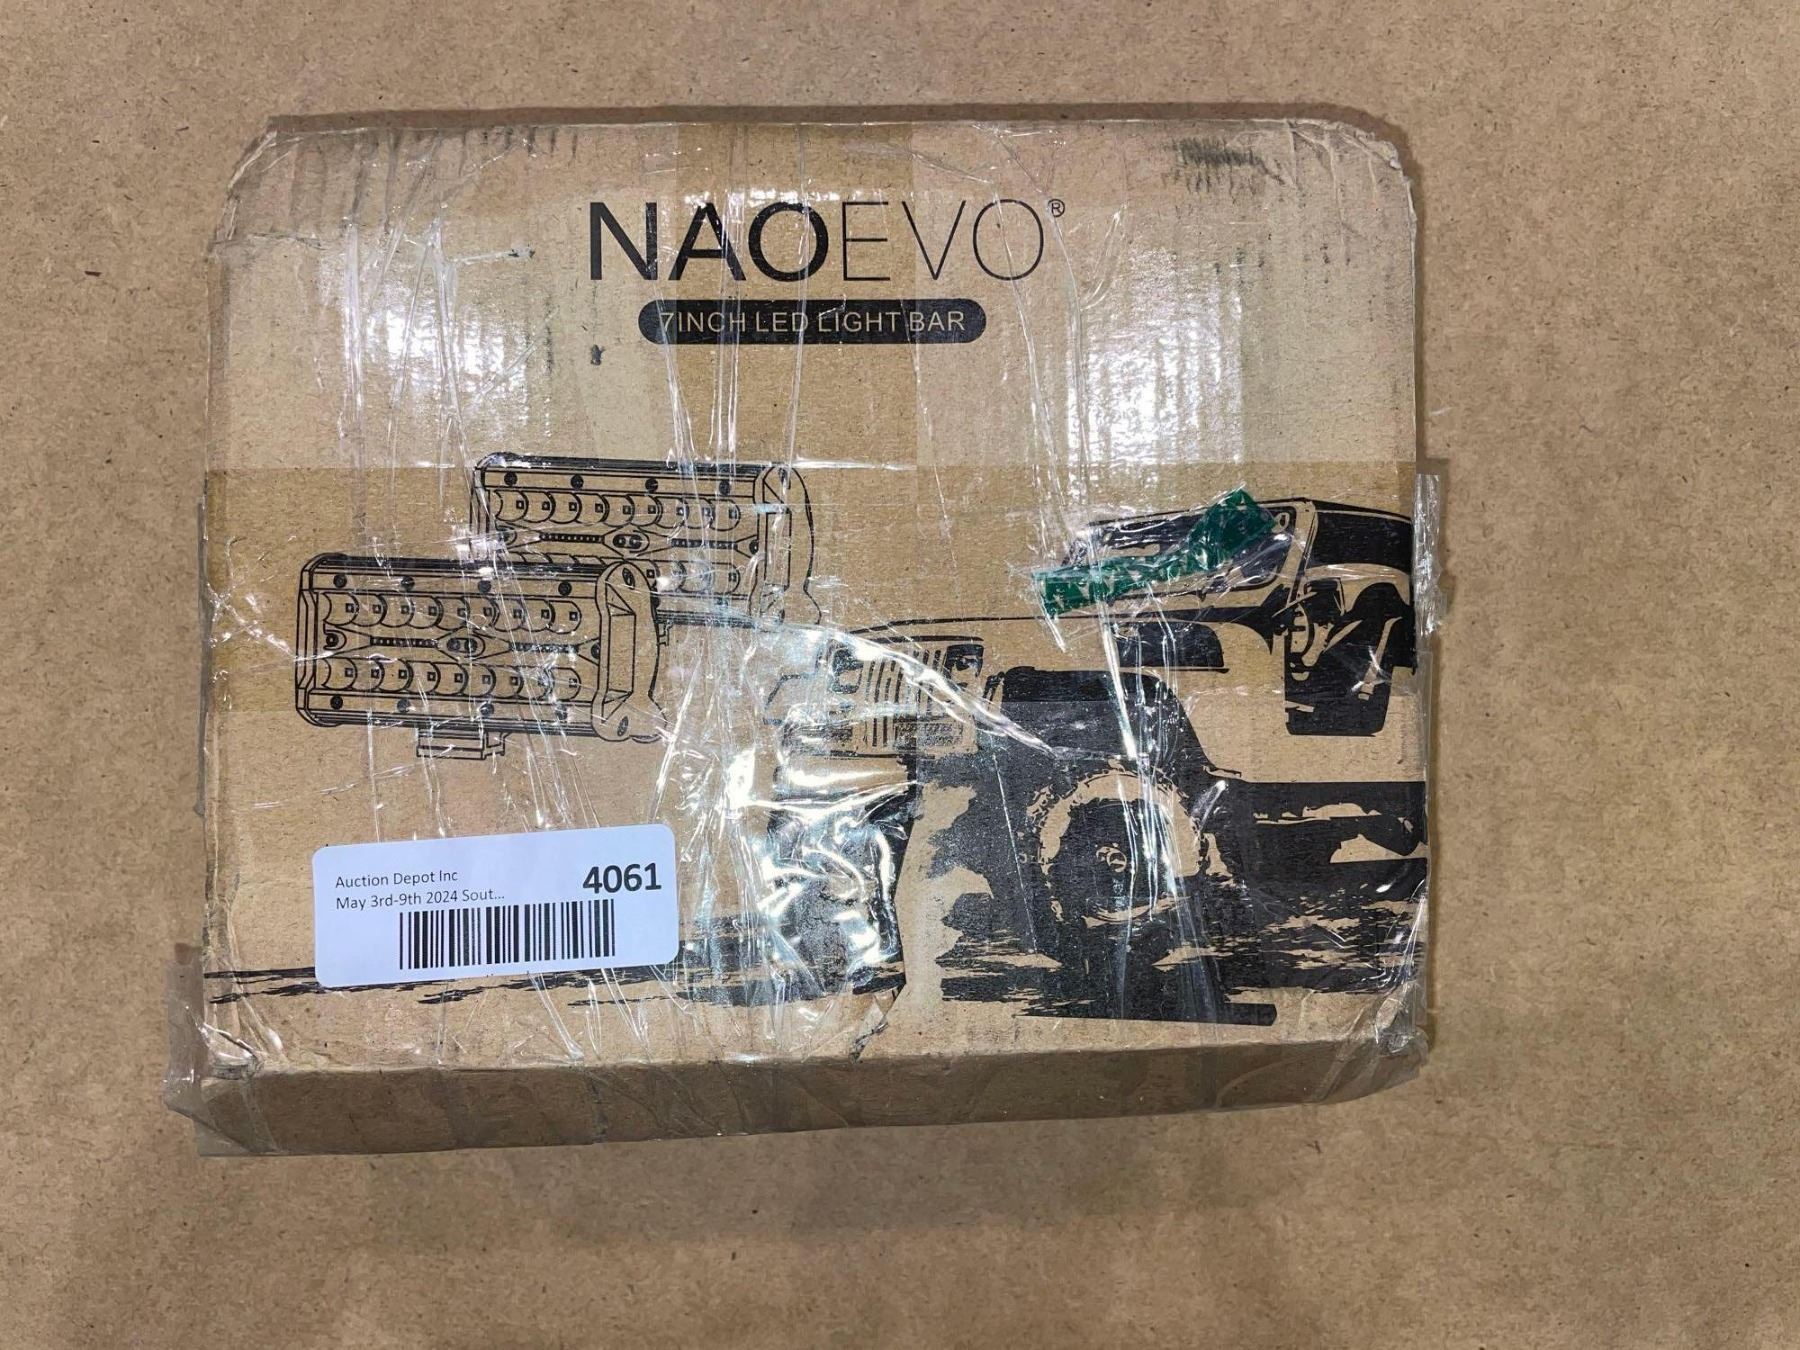 NAOEVO®
7INCH LED LIGHT BAR
Auction Depot Inc
May 3rd-9th 2024 Sout...
4061